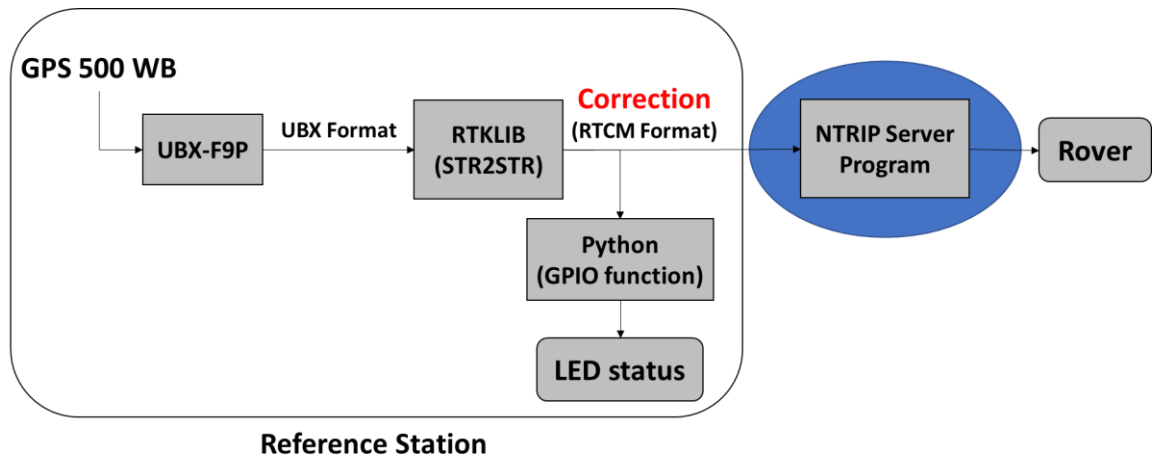 GPS 500 WB
UBX-F9P
UBX Format
RTKLIB
(STR2STR)
Correction
(RTCM Format)
NTRIP Server
Program
Rover
Python
(GPIO function)
LED status
Reference Station